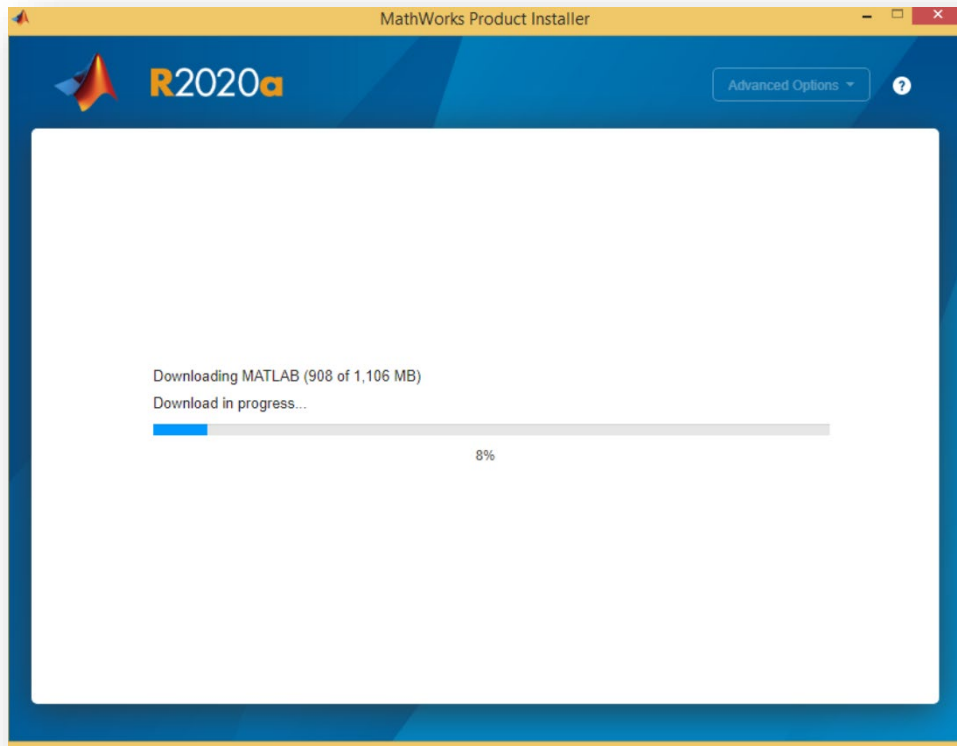 MathWorks Product Installer
R2020a
Advanced Options
?
Downloading MATLAB (908 of 1,106 MB)
Download in progress...
8%